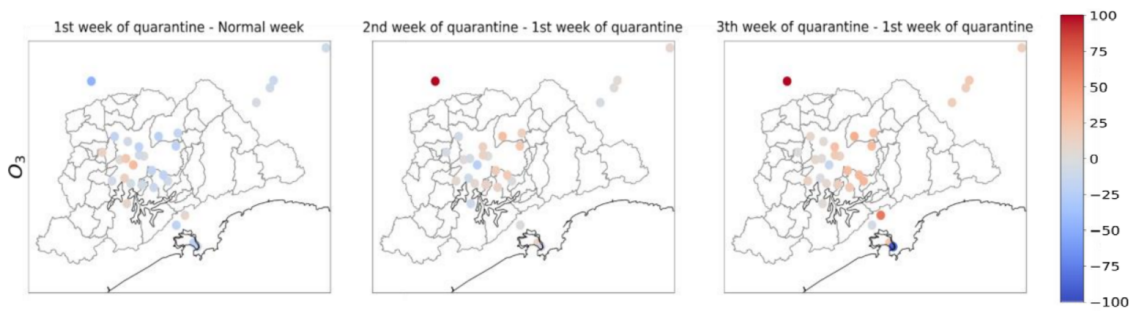 1st week of quarantine - Normal week
2nd week of quarantine - 1st week of quarantine
3th week of quarantine - 1st week of quarantine
O₃
100
75
50
25
0
−25
−50
−75
−100